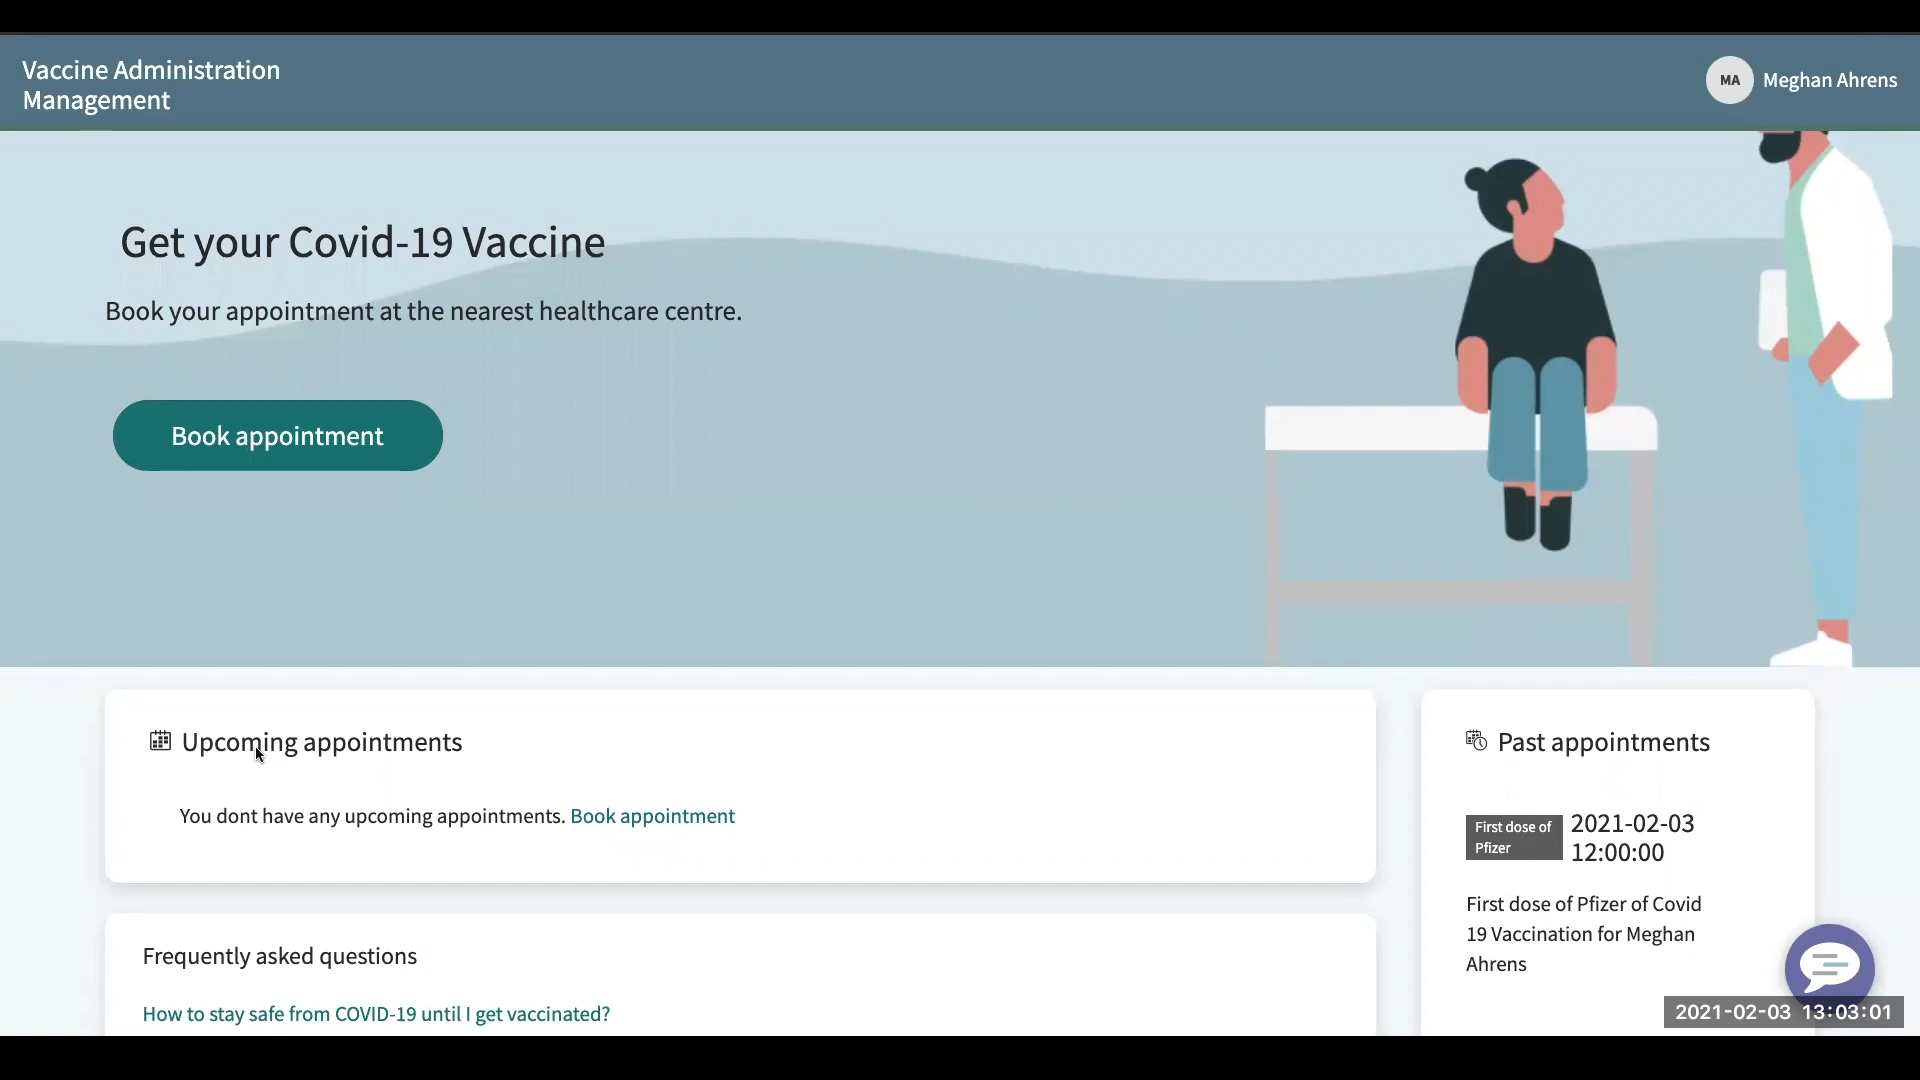 Vaccine Administration
Management
MA
Meghan Ahrens
Get your Covid-19 Vaccine
Book your appointment at the nearest healthcare centre.
Book appointment
Upcoming appointments
You dont have any upcoming appointments. Book appointment
Past appointments
First dose of
Pfizer
2021-02-03
12:00:00
First dose of Pfizer of Covid
19 Vaccination for Meghan
Ahrens
Frequently asked questions
How to stay safe from COVID-19 until I get vaccinated?
2021-02-03 13:03:01